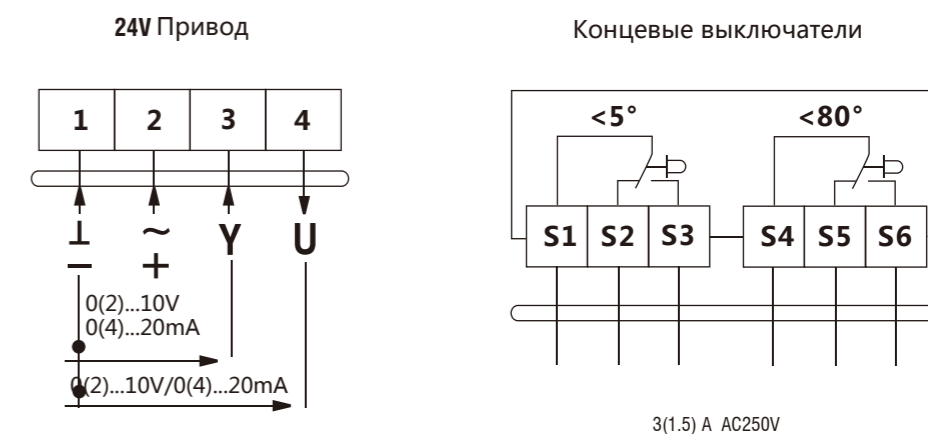 24V Привод
1 2 3 4
⊥ ~ Y U
− +
0(2)...10V
0(4)...20mA
0(2)...10V/0(4)...20mA
Концевые выключатели
<5° <80°
S1 S2 S3 S4 S5 S6
3(1.5) A AC250V